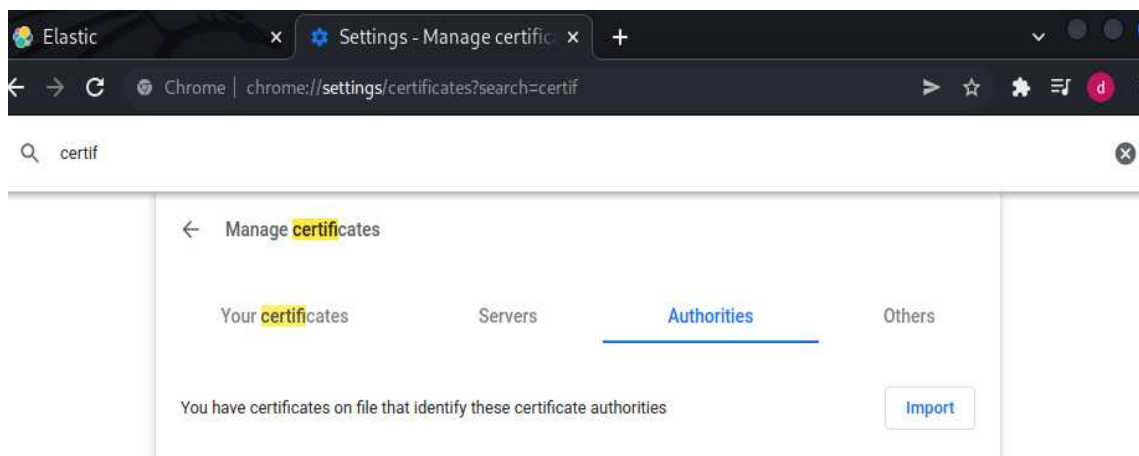 Elastic
Settings - Manage certific
Chrome | chrome://settings/certificates?search=certif
d
certif
Manage certificates
Your certificates Servers Authorities Others
You have certificates on file that identify these certificate authorities Import